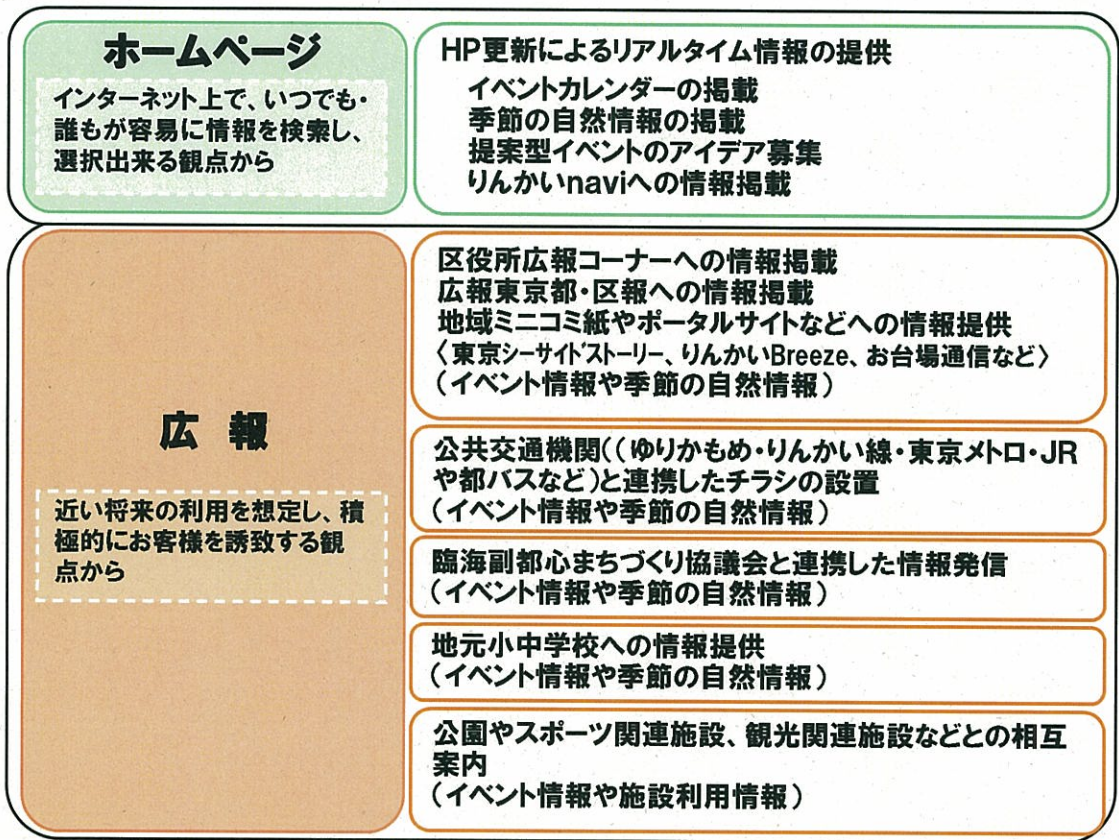 ホームページ
インターネット上で、いつでも・
誰もが容易に情報を検索し、
選択出来る観点から
HP更新によるリアルタイム情報の提供
イベントカレンダーの掲載
季節の自然情報の掲載
提案型イベントのアイデア募集
りんかいnaviへの情報掲載
広 報
近い将来の利用を想定し、積
極的にお客様を誘致する観
点から
区役所広報コーナーへの情報掲載
広報東京都・区報への情報掲載
地域ミニコミ紙やポータルサイトなどへの情報提供
〈東京シーサイドストーリー、りんかいBreeze、お台場通信など〉
（イベント情報や季節の自然情報）
公共交通機関((ゆりかもめ・りんかい線・東京メトロ・JR
や都バスなど)と連携したチラシの設置
（イベント情報や季節の自然情報）
臨海副都心まちづくり協議会と連携した情報発信
（イベント情報や季節の自然情報）
地元小中学校への情報提供
（イベント情報や季節の自然情報）
公園やスポーツ関連施設、観光関連施設などとの相互
案内
（イベント情報や施設利用情報）